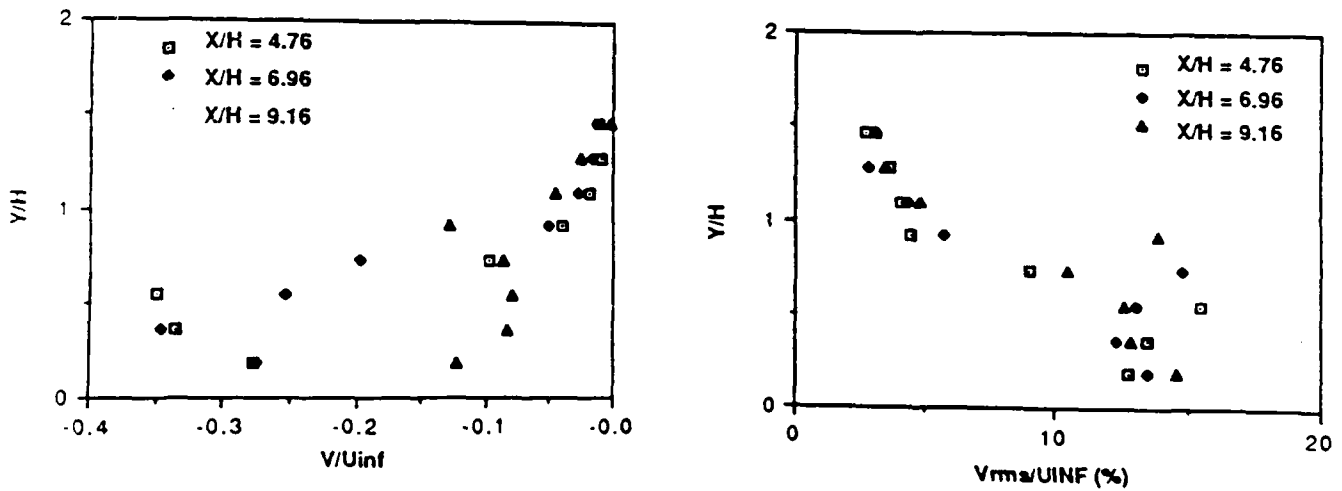 2
X/H = 4.76
X/H = 6.96
X/H = 9.16
Y/H
1
0
-0.4
-0.3
-0.2
-0.1
-0.0
V/Uinf
2
X/H = 4.76
X/H = 6.96
X/H = 9.16
Y/H
1
0
0
10
20
Vrms/UINF (%)